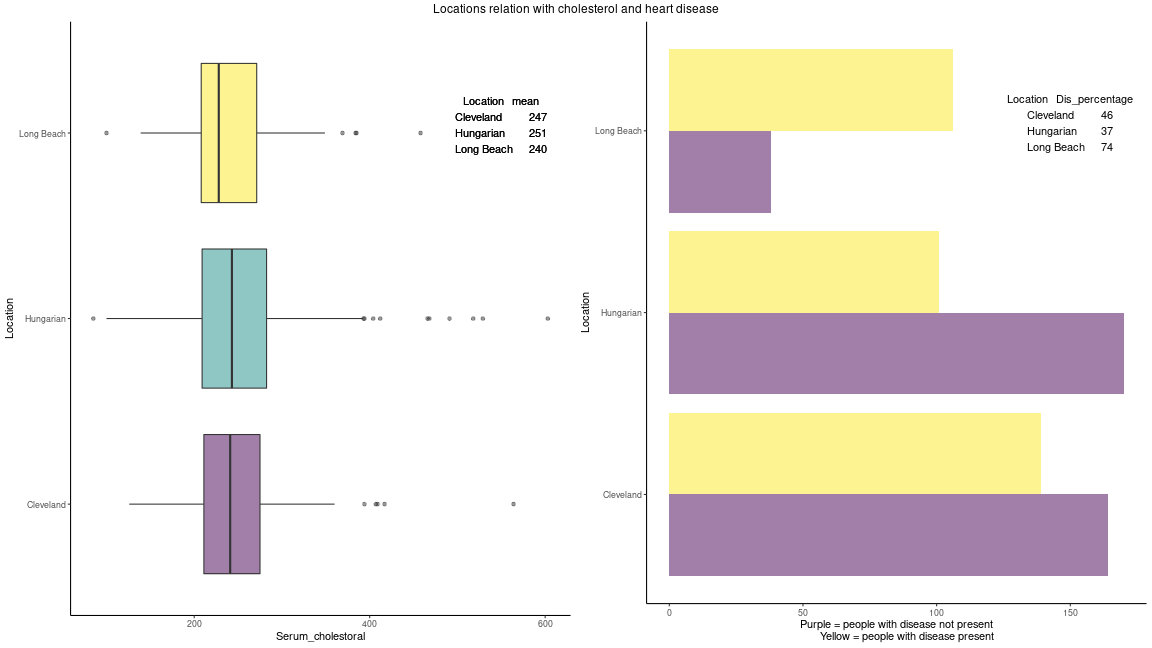 Locations relation with cholesterol and heart disease
Location mean
Cleveland 247
Hungarian 251
Long Beach 240
Long Beach
Hungarian
Cleveland
Location
200 400 600
Serum_cholestoral
Location Dis_percentage
Cleveland 46
Hungarian 37
Long Beach 74
Long Beach
Hungarian
Cleveland
Location
0 50 100 150
Purple = people with disease not present
Yellow = people with disease present